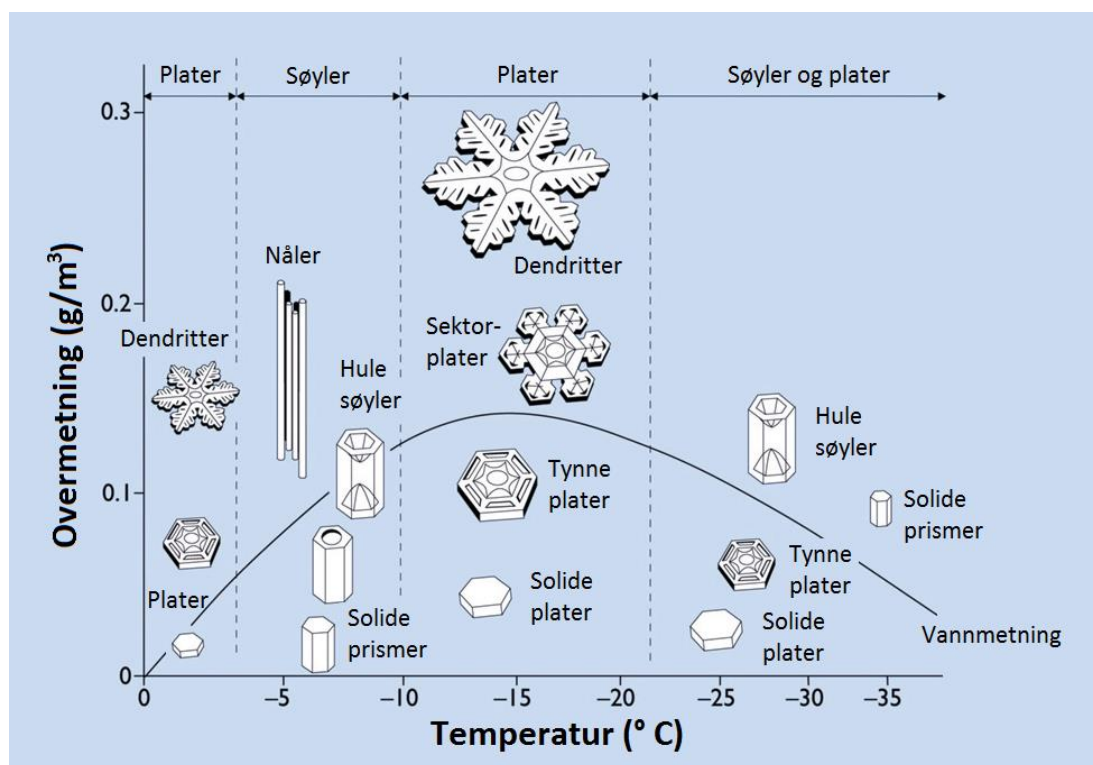 Plater
Søyler
Plater
Søyler og plater
Overmetning (g/m³)
0.3
0.2
0.1
0
Nåler
Dendritter
Dendritter
Sektor-
plater
Hule
søyler
Hule
søyler
Tynne
plater
Solide
prismer
Plater
Solide
plater
Tynne
plater
Solide
prismer
Solide
plater
Vannmetning
0
–5
–10
–15
–20
–25
–30
–35
Temperatur (° C)